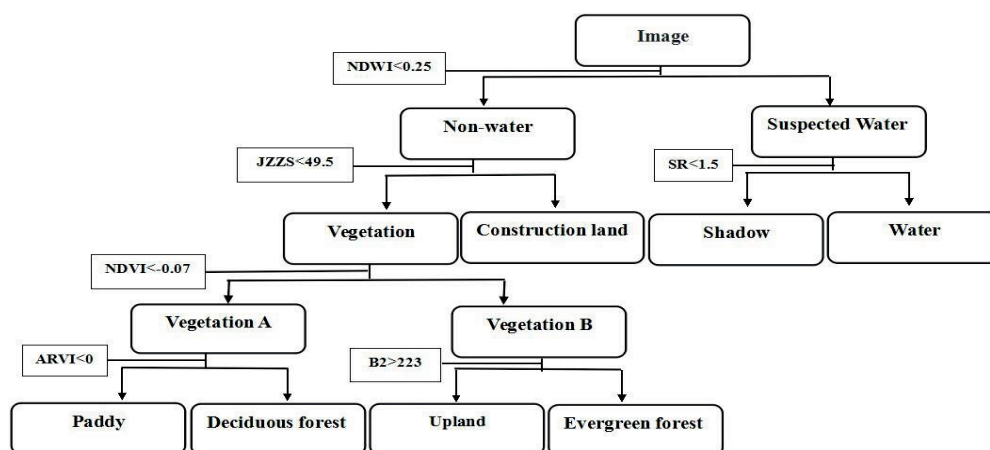 Image
NDWI<0.25
Non-water
Suspected Water
JZZS<49.5
SR<1.5
Vegetation
Construction land
Shadow
Water
NDVI<-0.07
Vegetation A
Vegetation B
ARVI<0
B2>223
Paddy
Deciduous forest
Upland
Evergreen forest